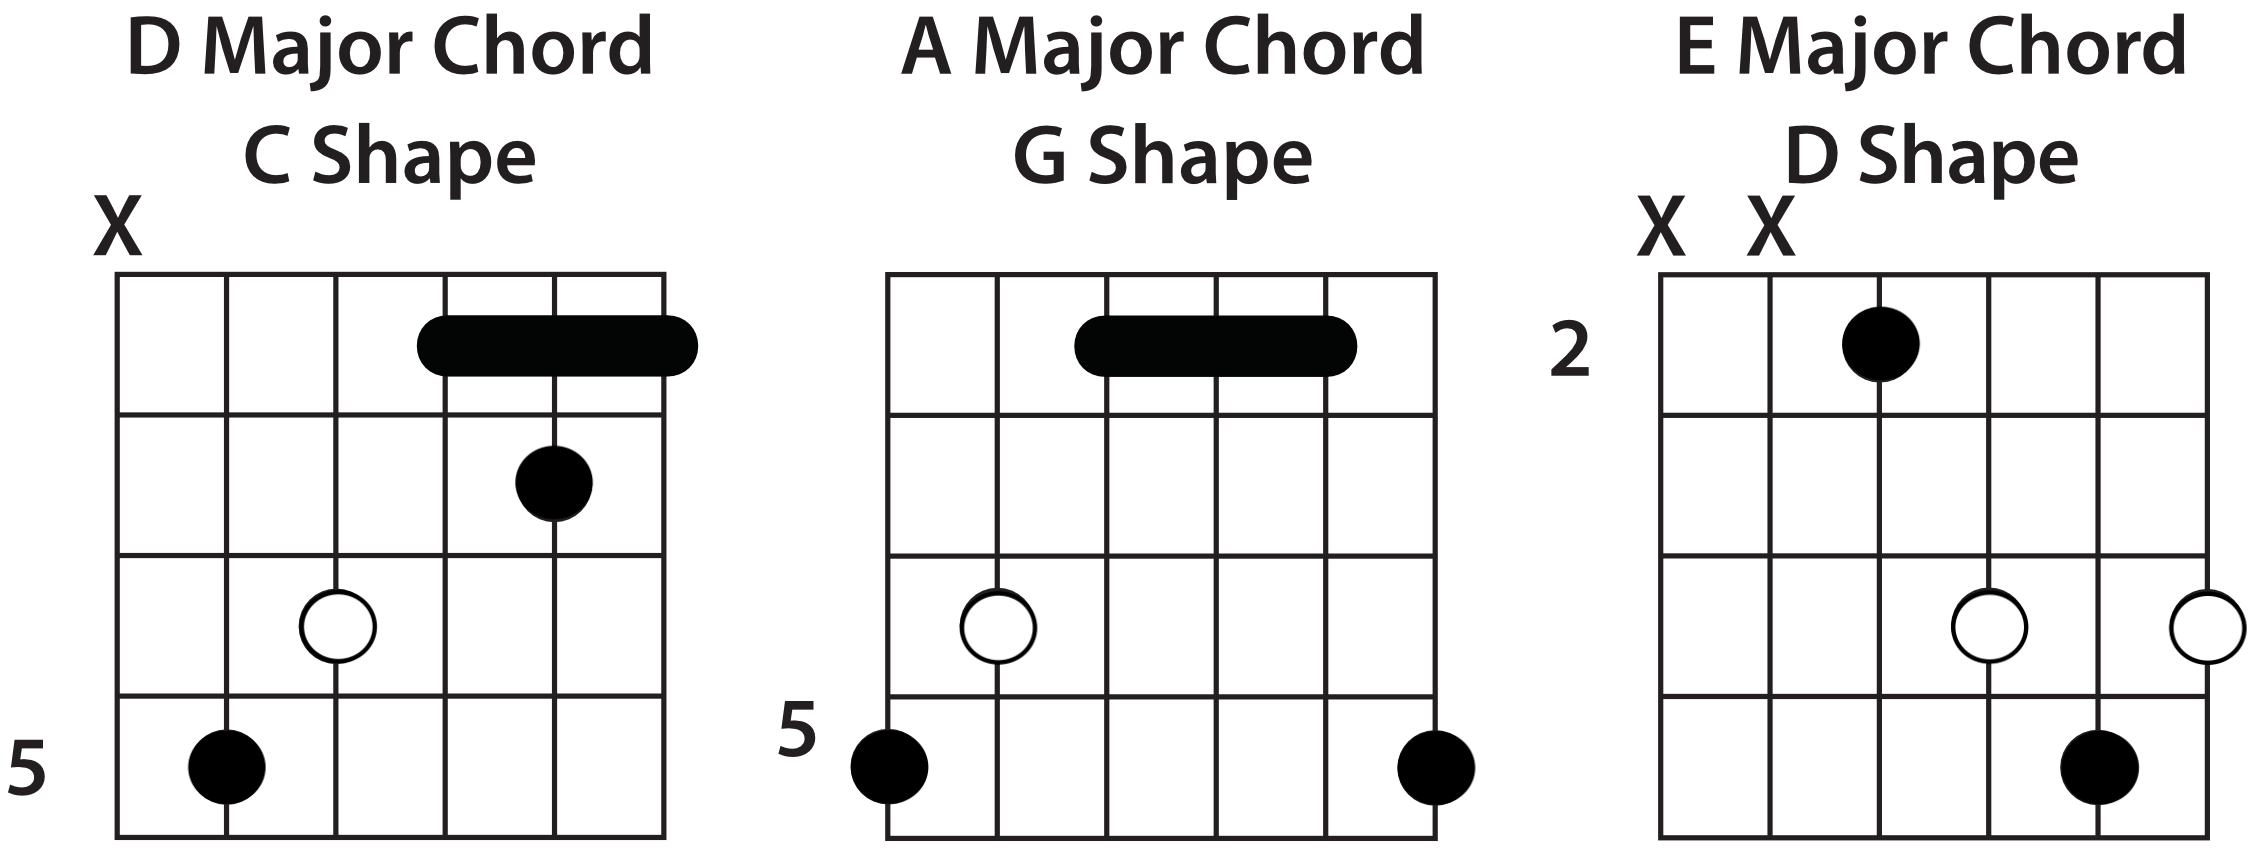 D Major Chord
C Shape
X
5
A Major Chord
G Shape
5
E Major Chord
D Shape
X X
2